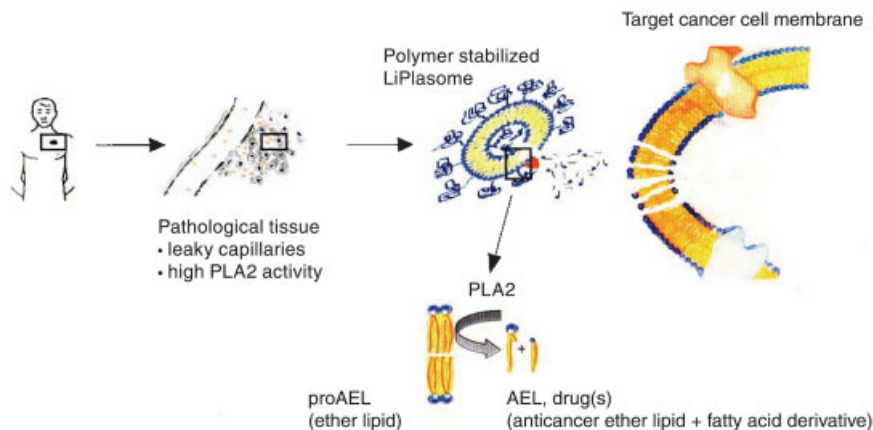 Target cancer cell membrane
Polymer stabilized
LiPlasome
Pathological tissue
• leaky capillaries
• high PLA2 activity
PLA2
proAEL
(ether lipid)
AEL, drug(s)
(anticancer ether lipid + fatty acid derivative)